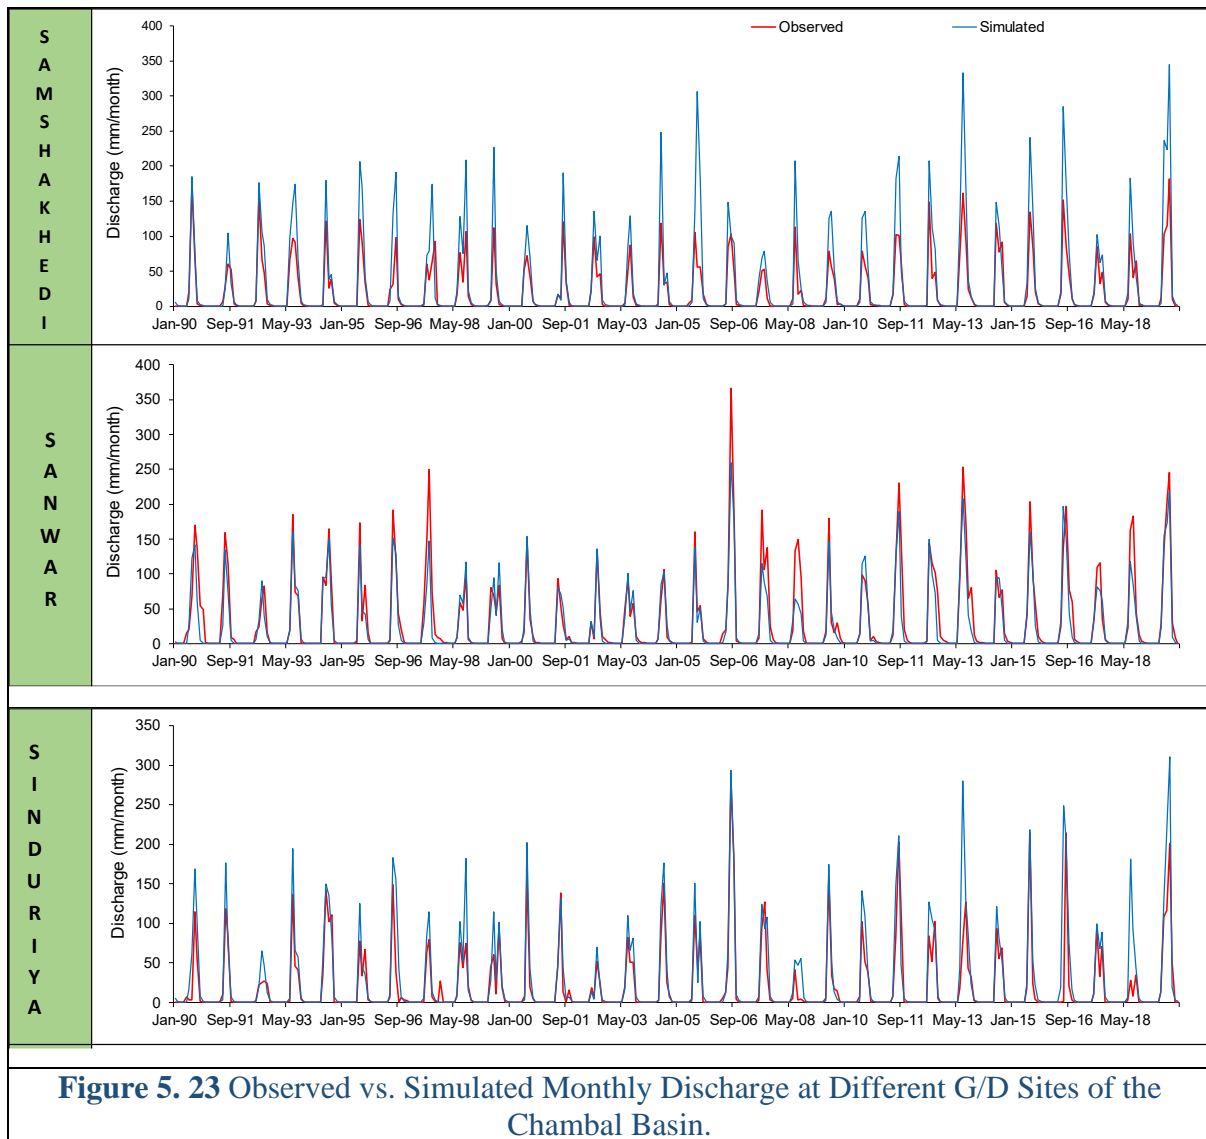 SAMSHAKHEDI
Observed
Simulated
Discharge (mm/month)
400
350
300
250
200
150
100
50
0
Jan-90 Sep-91 May-93 Jan-95 Sep-96 May-98 Jan-00 Sep-01 May-03 Jan-05 Sep-06 May-08 Jan-10 Sep-11 May-13 Jan-15 Sep-16 May-18
SANWAR
Discharge (mm/month)
400
350
300
250
200
150
100
50
0
Jan-90 Sep-91 May-93 Jan-95 Sep-96 May-98 Jan-00 Sep-01 May-03 Jan-05 Sep-06 May-08 Jan-10 Sep-11 May-13 Jan-15 Sep-16 May-18
SINDURIYA
Discharge (mm/month)
350
300
250
200
150
100
50
0
Jan-90 Sep-91 May-93 Jan-95 Sep-96 May-98 Jan-00 Sep-01 May-03 Jan-05 Sep-06 May-08 Jan-10 Sep-11 May-13 Jan-15 Sep-16 May-18
Figure 5. 23 Observed vs. Simulated Monthly Discharge at Different G/D Sites of the
Chambal Basin.